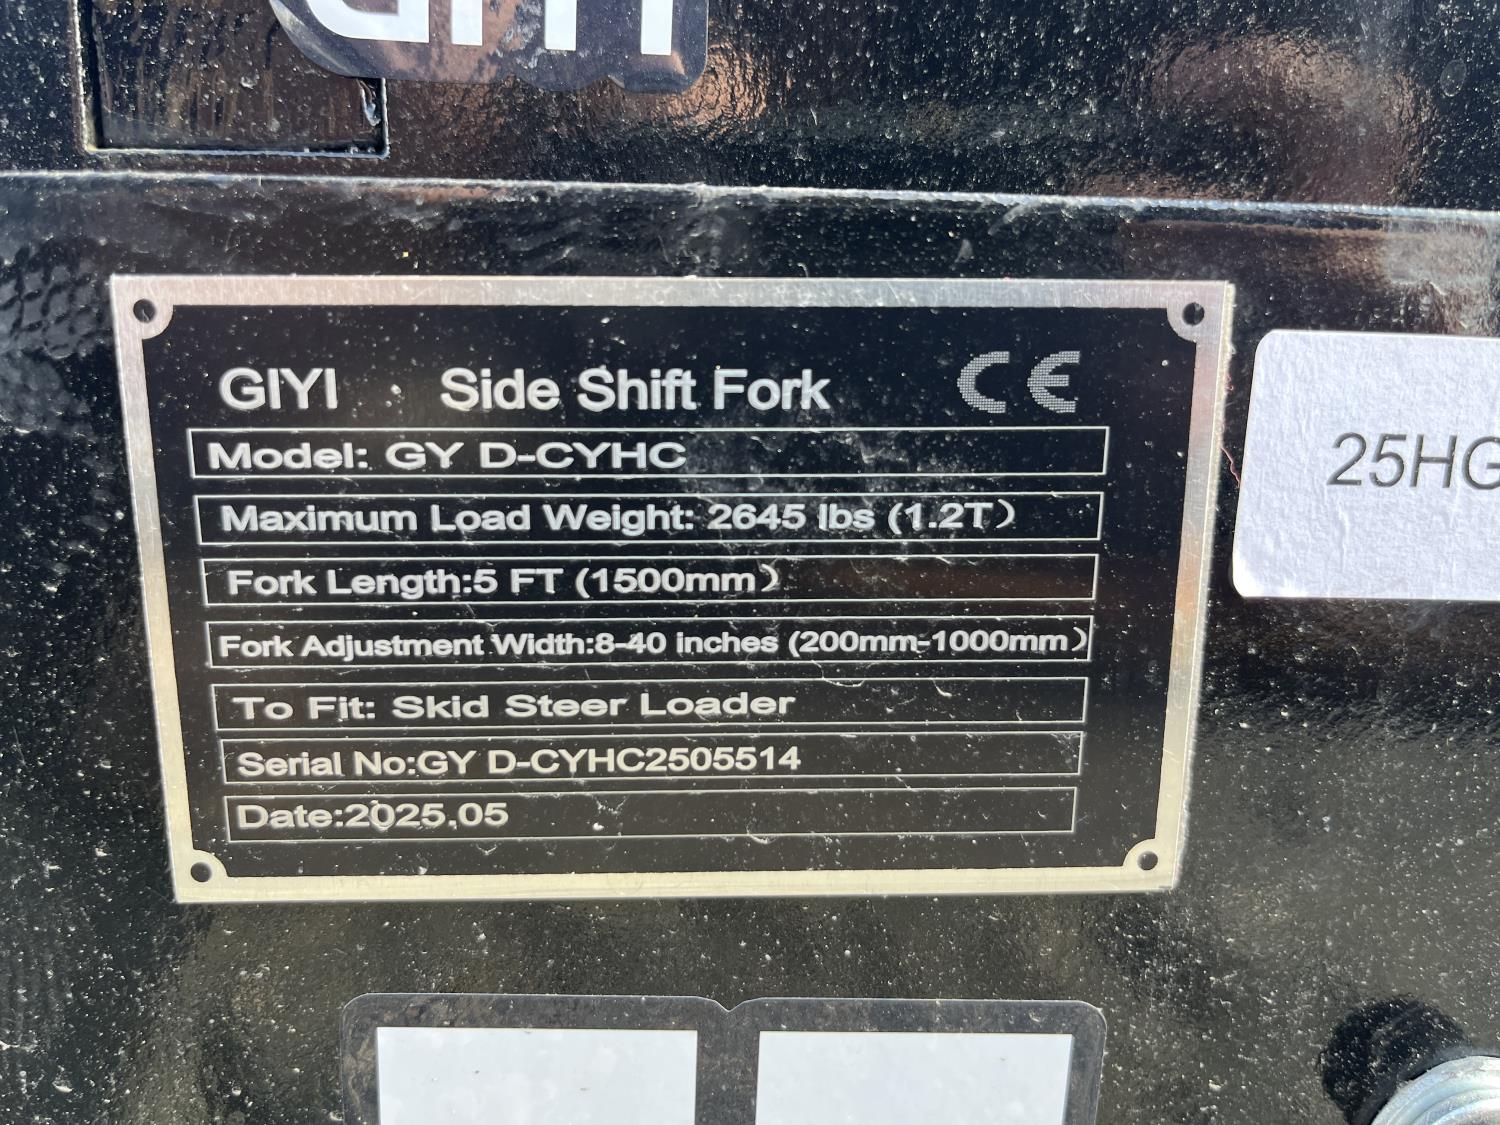 GIYI Side Shift Fork CE
Model: GY D-CYHC
Maximum Load Weight: 2645 lbs (1.2T)
Fork Length:5 FT (1500mm)
Fork Adjustment Width:8-40 inches (200mm-1000mm)
To Fit: Skid Steer Loader
Serial No:GY D-CYHC2505514
Date:2025.05
25HG